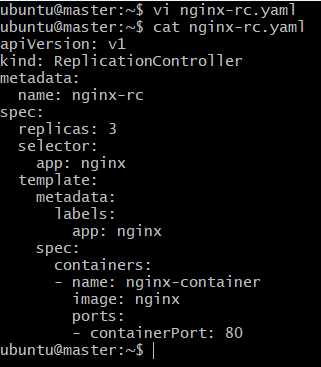 ubuntu@master:~$ vi nginx-rc.yaml
ubuntu@master:~$ cat nginx-rc.yaml
apiVersion: v1
kind: ReplicationController
metadata:
  name: nginx-rc
spec:
  replicas: 3
  selector:
    app: nginx
  template:
    metadata:
      labels:
        app: nginx
    spec:
      containers:
      - name: nginx-container
        image: nginx
        ports:
        - containerPort: 80
ubuntu@master:~$